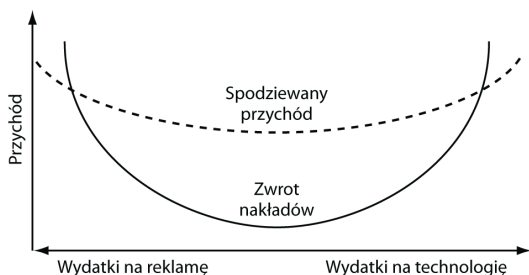 Przychód
Spodziewany
przychód
Zwrot
nakładów
Wydatki na reklamę
Wydatki na technologię